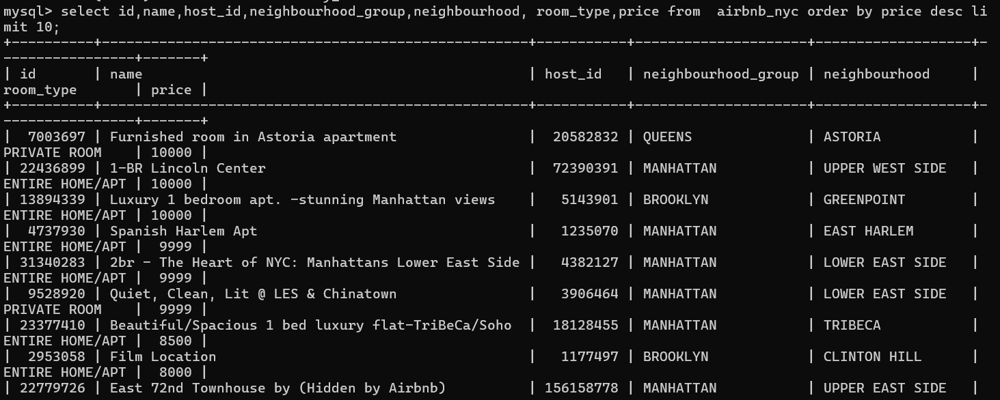 mysql> select id,name,host_id,neighbourhood_group,neighbourhood, room_type,price from  airbnb_nyc order by price desc li
mit 10;
+----------+----------------------------------------------------+-----------+---------------------+-------------------+-
----------------+-------+
| id       | name                                               | host_id   | neighbourhood_group | neighbourhood     |
room_type       | price |
+----------+----------------------------------------------------+-----------+---------------------+-------------------+-
----------------+-------+
|  7003697 | Furnished room in Astoria apartment                |  20582832 | QUEENS              | ASTORIA           |
PRIVATE ROOM    | 10000 |
| 22436899 | 1-BR Lincoln Center                                |  72390391 | MANHATTAN           | UPPER WEST SIDE   |
ENTIRE HOME/APT | 10000 |
| 13894339 | Luxury 1 bedroom apt. -stunning Manhattan views    |   5143901 | BROOKLYN            | GREENPOINT        |
ENTIRE HOME/APT | 10000 |
|  4737930 | Spanish Harlem Apt                                 |   1235070 | MANHATTAN           | EAST HARLEM       |
ENTIRE HOME/APT |  9999 |
| 31340283 | 2br - The Heart of NYC: Manhattans Lower East Side |   4382127 | MANHATTAN           | LOWER EAST SIDE   |
ENTIRE HOME/APT |  9999 |
|  9528920 | Quiet, Clean, Lit @ LES & Chinatown                |   3906464 | MANHATTAN           | LOWER EAST SIDE   |
PRIVATE ROOM    |  9999 |
| 23377410 | Beautiful/Spacious 1 bed luxury flat-TriBeCa/Soho  |  18128455 | MANHATTAN           | TRIBECA           |
ENTIRE HOME/APT |  8500 |
|  2953058 | Film Location                                      |   1177497 | BROOKLYN            | CLINTON HILL      |
ENTIRE HOME/APT |  8000 |
| 22779726 | East 72nd Townhouse by (Hidden by Airbnb)          | 156158778 | MANHATTAN           | UPPER EAST SIDE   |